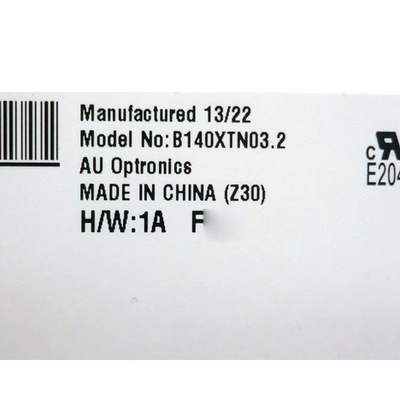 Manufactured 13/22
Model No:B140XTN03.2
AU Optronics
MADE IN CHINA (Z30)
H/W:1A F
c
E204